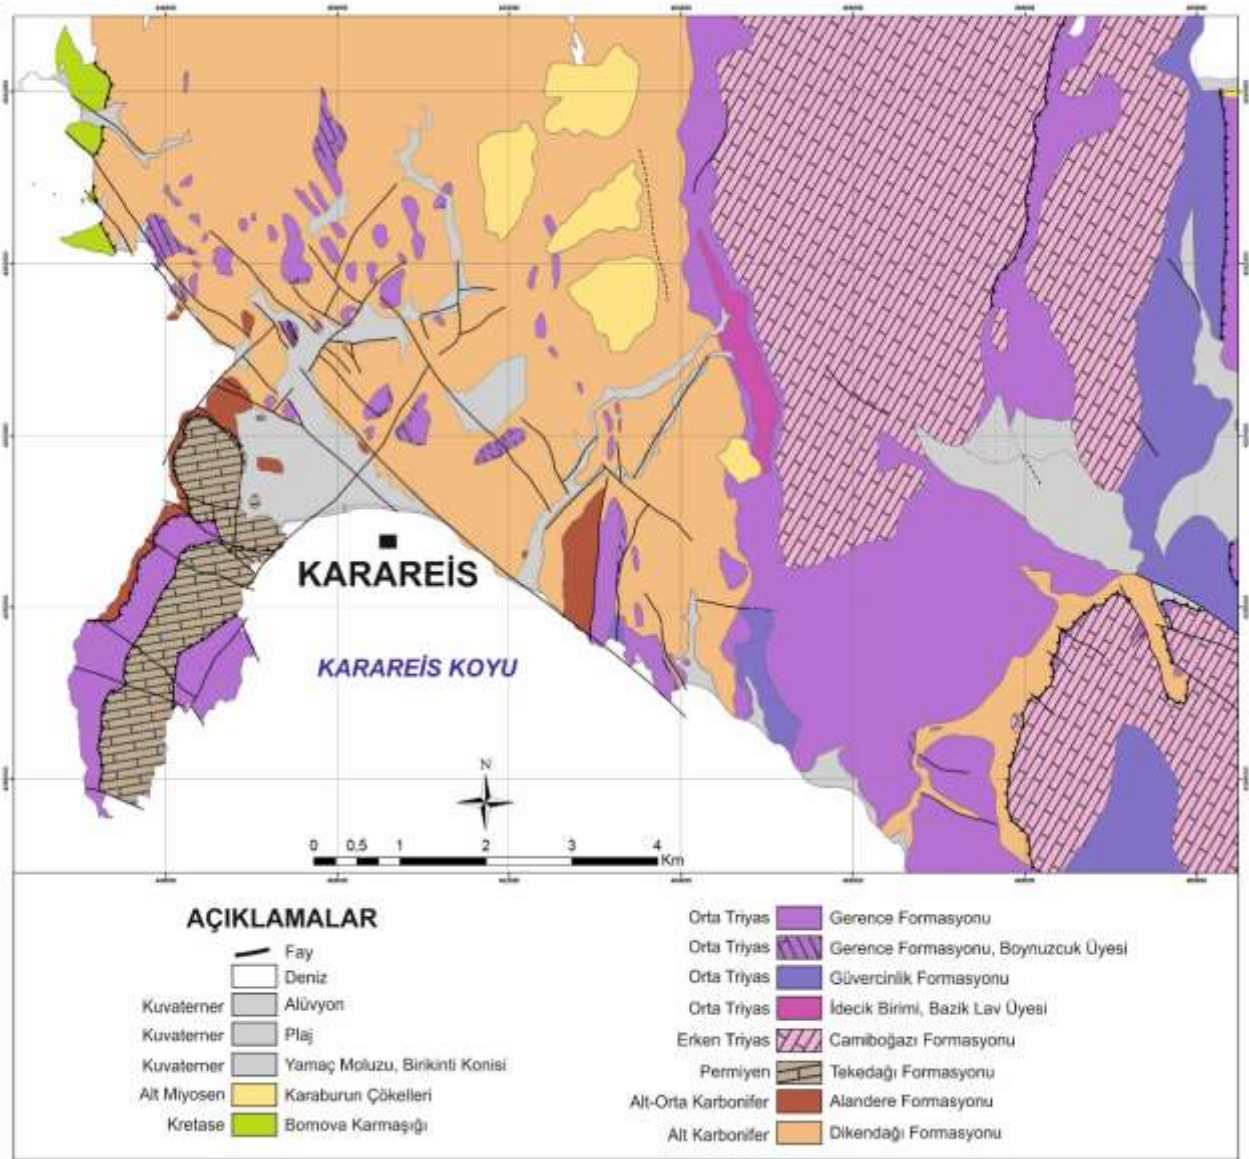 KARAREİS
KARAREİS KOYU
N
0 0,5 1 2 3 4
Km
AÇIKLAMALAR
Fay
Deniz
Kuvaterner Alüvyon
Kuvaterner Plaj
Kuvaterner Yamaç Moluzu, Birikinti Konisi
Alt Miyosen Karaburun Çökelleri
Kretase Bornova Karmaşığı
Orta Triyas Gerence Formasyonu
Orta Triyas Gerence Formasyonu, Boynuzcuk Üyesi
Orta Triyas Güvercinlik Formasyonu
Orta Triyas İdecik Birimi, Bazik Lav Üyesi
Erken Triyas Camiboğazı Formasyonu
Permiyen Tekedağı Formasyonu
Alt-Orta Karbonifer Alandere Formasyonu
Alt Karbonifer Dikendağı Formasyonu